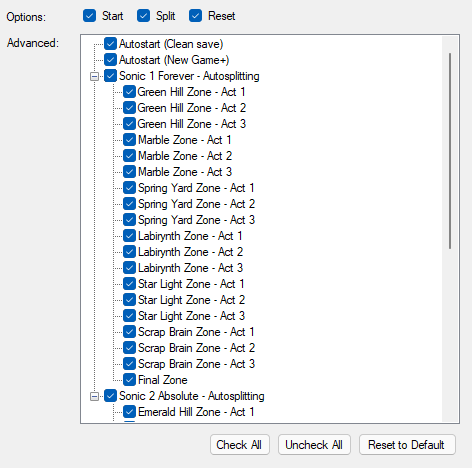 Options: Start Split Reset
Advanced:
Autostart (Clean save)
Autostart (New Game+)
Sonic 1 Forever - Autosplitting
Green Hill Zone - Act 1
Green Hill Zone - Act 2
Green Hill Zone - Act 3
Marble Zone - Act 1
Marble Zone - Act 2
Marble Zone - Act 3
Spring Yard Zone - Act 1
Spring Yard Zone - Act 2
Spring Yard Zone - Act 3
Labirynth Zone - Act 1
Labirynth Zone - Act 2
Labirynth Zone - Act 3
Star Light Zone - Act 1
Star Light Zone - Act 2
Star Light Zone - Act 3
Scrap Brain Zone - Act 1
Scrap Brain Zone - Act 2
Scrap Brain Zone - Act 3
Final Zone
Sonic 2 Absolute - Autosplitting
Emerald Hill Zone - Act 1
Check All Uncheck All Reset to Default